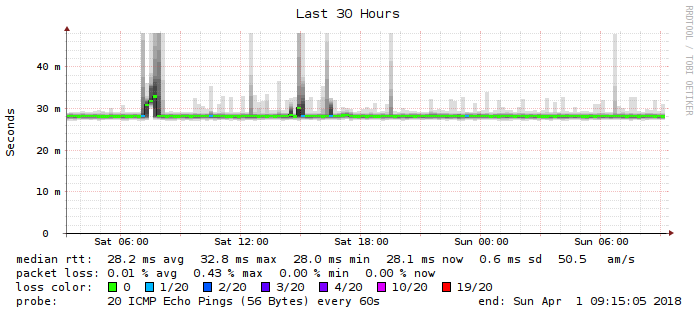 Last 30 Hours
RRDTOOL / TOBI OETIKER
Seconds
40 m
30 m
20 m
10 m
0
Sat 06:00 Sat 12:00 Sat 18:00 Sun 00:00 Sun 06:00
median rtt: 28.2 ms avg 32.8 ms max 28.0 ms min 28.1 ms now 0.6 ms sd 50.5 am/s
packet loss: 0.01 % avg 0.43 % max 0.00 % min 0.00 % now
loss color: 0 1/20 2/20 3/20 4/20 10/20 19/20
probe: 20 ICMP Echo Pings (56 Bytes) every 60s end: Sun Apr 1 09:15:05 2018